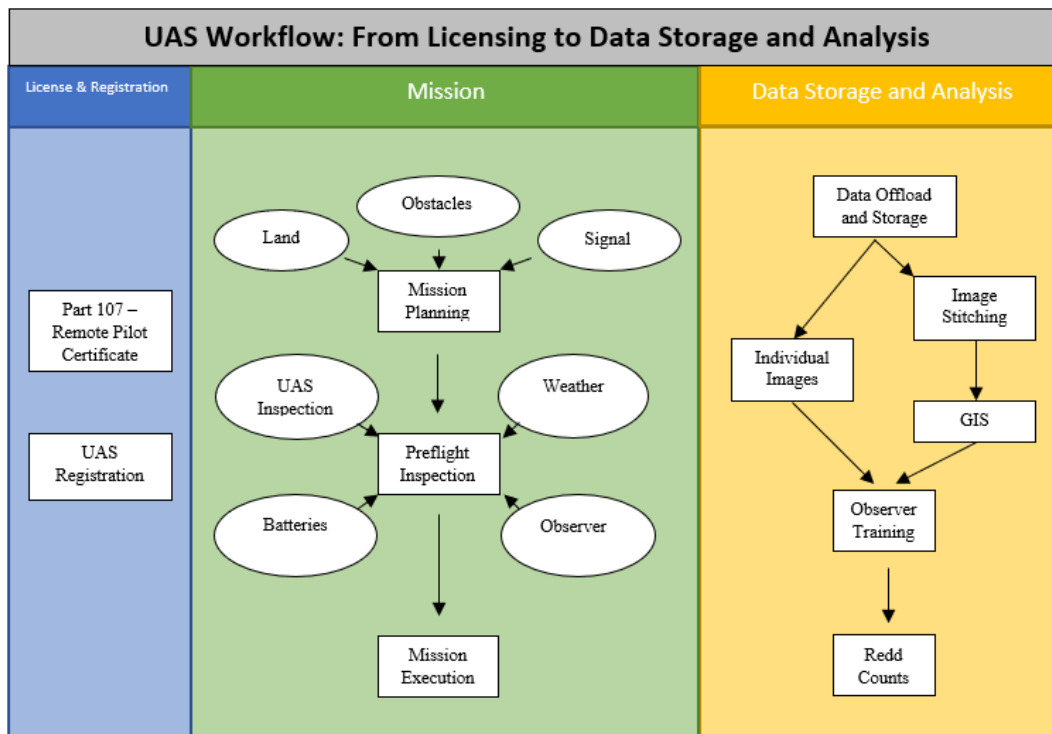 UAS Workflow: From Licensing to Data Storage and Analysis
License & Registration
Mission
Data Storage and Analysis
Part 107 –
Remote Pilot
Certificate
UAS
Registration
Land
Obstacles
Signal
Mission
Planning
UAS
Inspection
Weather
Preflight
Inspection
Batteries
Observer
Mission
Execution
Data Offload
and Storage
Individual
Images
Image
Stitching
GIS
Observer
Training
Redd
Counts